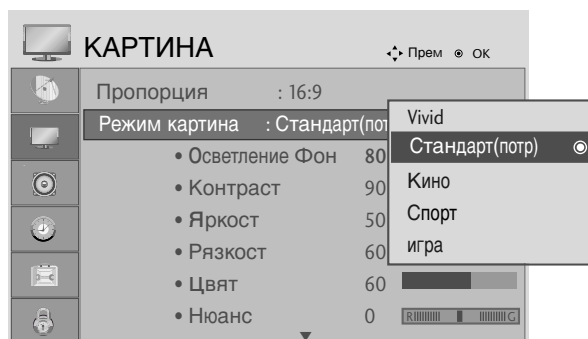 КАРТИНА Прем ОК
Пропорция : 16:9
Режим картина : Стандарт(пот
• Осветление Фон 80
• Контраст 90
• Яркост 50
• Рязкост 60
• Цвят 60
• Нюанс 0 R G
Vivid
Стандарт(потр)
Кино
Спорт
игра